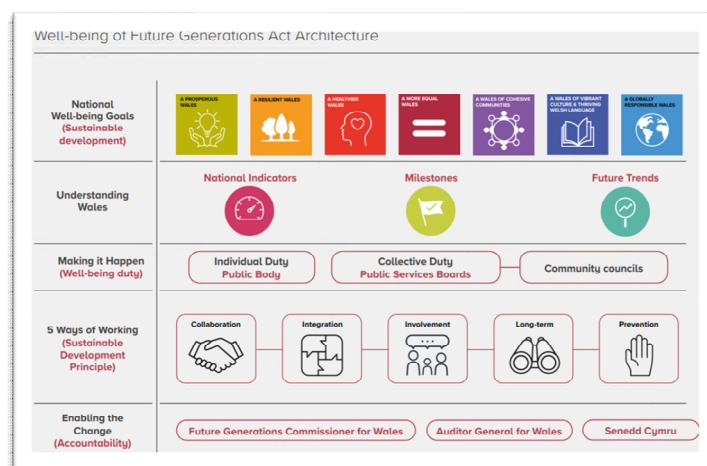 Well-being of Future Generations Act Architecture
National
Well-being Goals
(Sustainable
development)
A PROSPEROUS
WALES
A RESILIENT WALES
A HEALTHIER
WALES
A MORE EQUAL
WALES
A WALES OF COHESIVE
COMMUNITIES
A WALES OF VIBRANT
CULTURE & THRIVING
WELSH LANGUAGE
A GLOBALLY
RESPONSIBLE WALES
Understanding
Wales
National Indicators
Milestones
Future Trends
Making it Happen
(Well-being duty)
Individual Duty
Public Body
Collective Duty
Public Services Boards
Community councils
5 Ways of Working
(Sustainable
Development
Principle)
Collaboration
Integration
Involvement
Long-term
Prevention
Enabling the
Change
(Accountability)
Future Generations Commissioner for Wales
Auditor General for Wales
Senedd Cymru